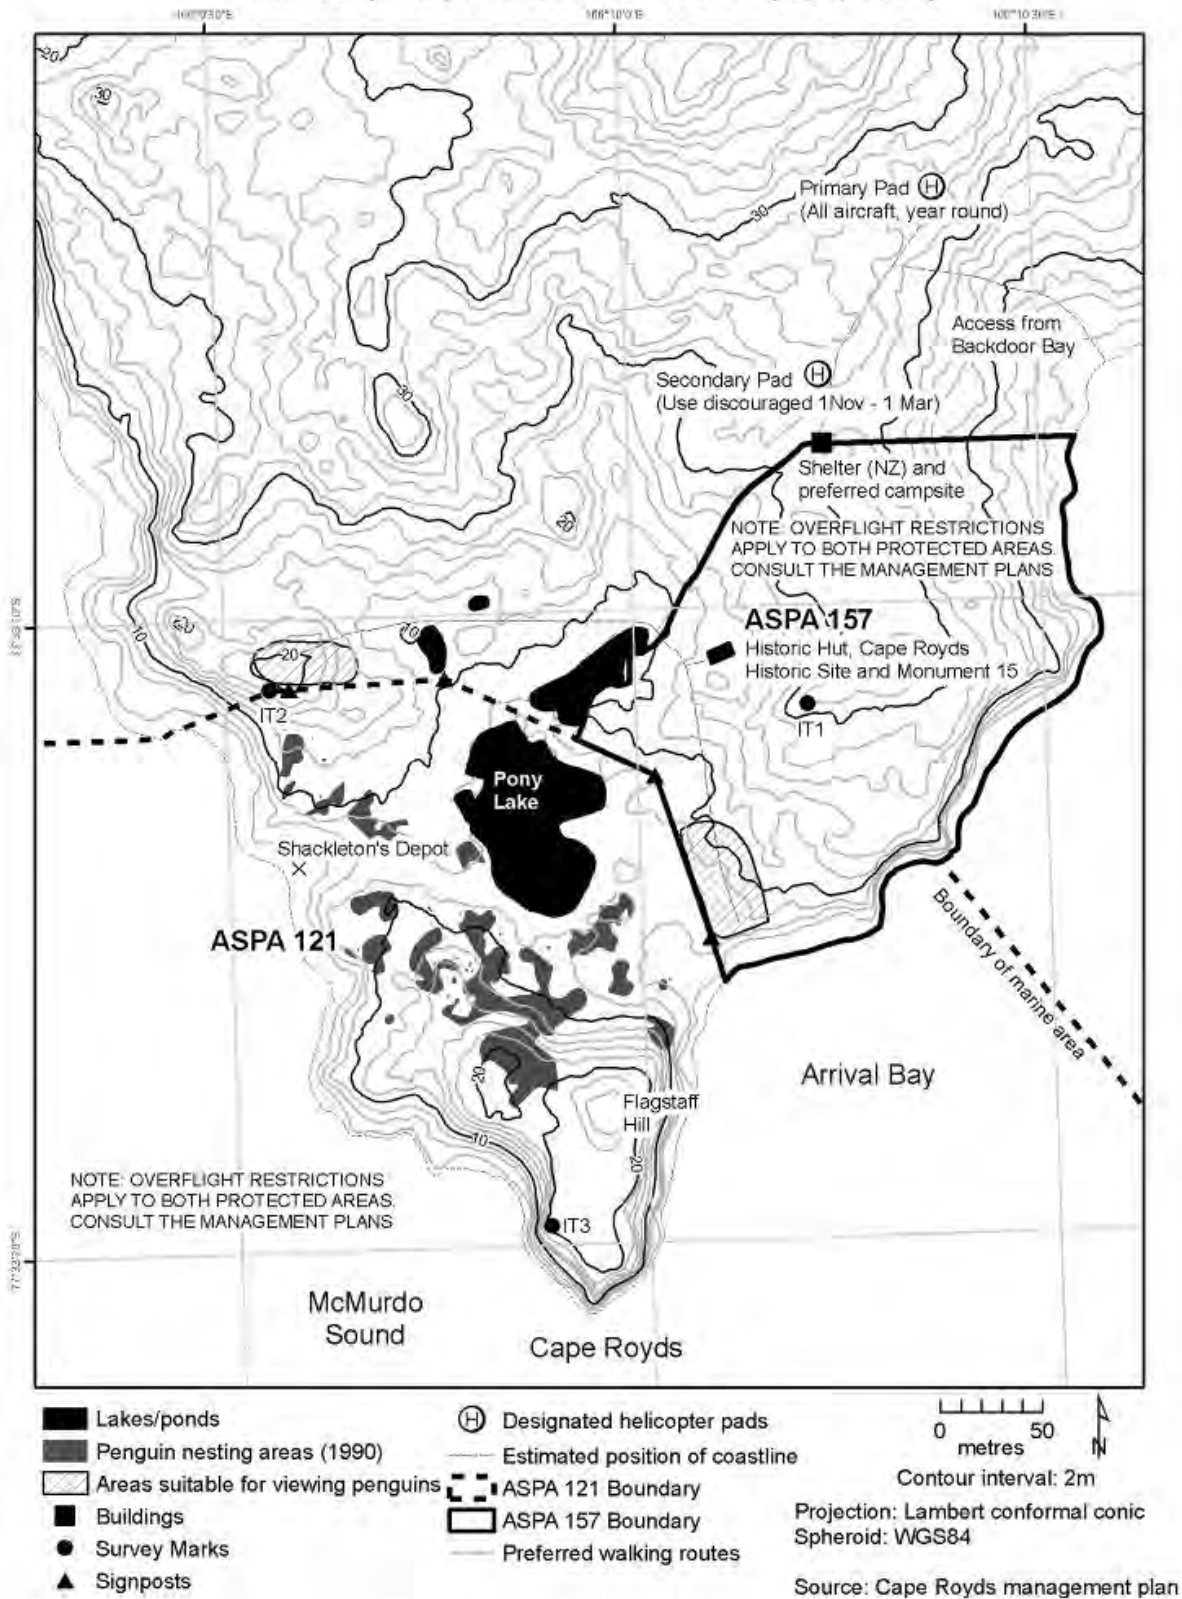 166°10'0"E
20
30
Primary Pad H
(All aircraft, year round)
30
Access from
Backdoor Bay
Secondary Pad H
(Use discouraged 1Nov - 1 Mar)
30
Shelter (NZ) and
preferred campsite
20
NOTE: OVERFLIGHT RESTRICTIONS
APPLY TO BOTH PROTECTED AREAS.
CONSULT THE MANAGEMENT PLANS
ASPA 157
Historic Hut, Cape Royds
Historic Site and Monument 15
20
10
10
20
IT2
IT1
Pony
Lake
Shackleton's Depot
ASPA 121
Boundary of marine area
Arrival Bay
20
Flagstaff
Hill
10
20
NOTE: OVERFLIGHT RESTRICTIONS
APPLY TO BOTH PROTECTED AREAS.
CONSULT THE MANAGEMENT PLANS
IT3
McMurdo
Sound
Cape Royds
Lakes/ponds
Penguin nesting areas (1990)
Areas suitable for viewing penguins
Buildings
Survey Marks
Signposts
H Designated helicopter pads
Estimated position of coastline
ASPA 121 Boundary
ASPA 157 Boundary
Preferred walking routes
0 50
metres
N
Contour interval: 2m
Projection: Lambert conformal conic
Spheroid: WGS84
Source: Cape Royds management plan